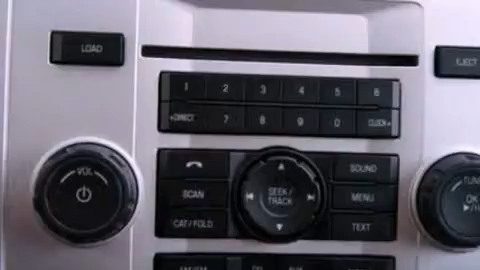 LOAD
EJECT
1 2 3 4 5 6
DIRECT 7 8 9 0 CLOCK
VOL
SCAN
CAT/FOLD
SEEK/
TRACK
SOUND
MENU
TEXT
TUNE
OK